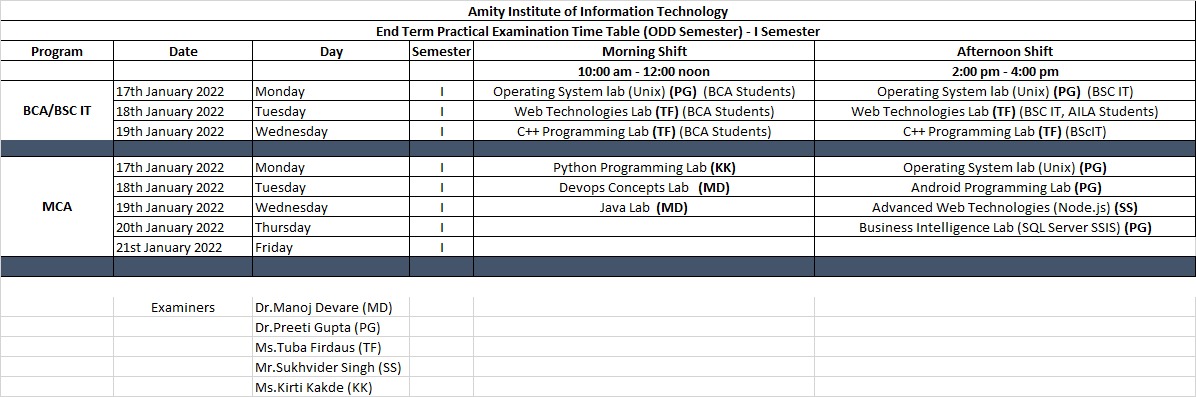 Amity Institute of Information Technology
End Term Practical Examination Time Table (ODD Semester) - I Semester
Program Date Day Semester Morning Shift Afternoon Shift
10:00 am - 12:00 noon 2:00 pm - 4:00 pm
17th January 2022 Monday I Operating System lab (Unix) (PG) (BCA Students) Operating System lab (Unix) (PG) (BSC IT)
BCA/BSC IT 18th January 2022 Tuesday I Web Technologies Lab (TF) (BCA Students) Web Technologies Lab (TF) (BSC IT, AILA Students)
19th January 2022 Wednesday I C++ Programming Lab (TF) (BCA Students) C++ Programming Lab (TF) (BScIT)
17th January 2022 Monday I Python Programming Lab (KK) Operating System lab (Unix) (PG)
18th January 2022 Tuesday I Devops Concepts Lab (MD) Android Programming Lab (PG)
MCA 19th January 2022 Wednesday I Java Lab (MD) Advanced Web Technologies (Node.js) (SS)
20th January 2022 Thursday I Business Intelligence Lab (SQL Server SSIS) (PG)
21st January 2022 Friday I
Examiners Dr.Manoj Devare (MD)
Dr.Preeti Gupta (PG)
Ms.Tuba Firdaus (TF)
Mr.Sukhvider Singh (SS)
Ms.Kirti Kakde (KK)